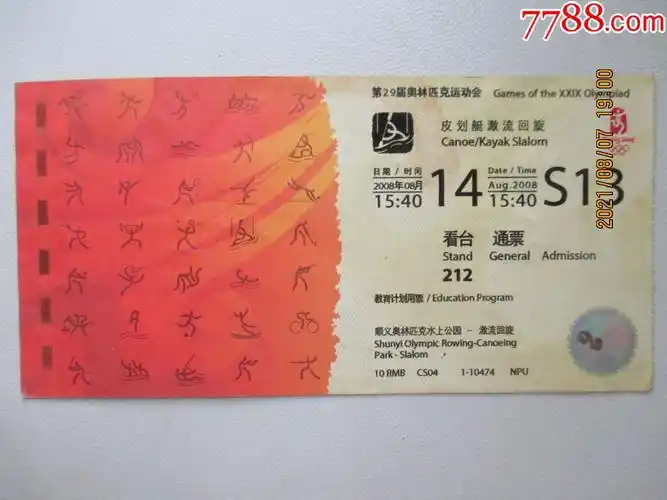 7788.com
第29届奥林匹克运动会 Games of the XXIX Olympiad
皮划艇激流回旋
Canoe/Kayak Slalom
日期 / 时间 Date / Time
2008年08月 14 Aug.2008 S13
15:40 15:40
看台 通票
Stand General Admission
212
教育计划用票 / Education Program
顺义奥林匹克水上公园 - 激流回旋
Shunyi Olympic Rowing-Canoeing
Park - Slalom
10 RMB CS04 1-10474 NPU
2021/08/07 19:00